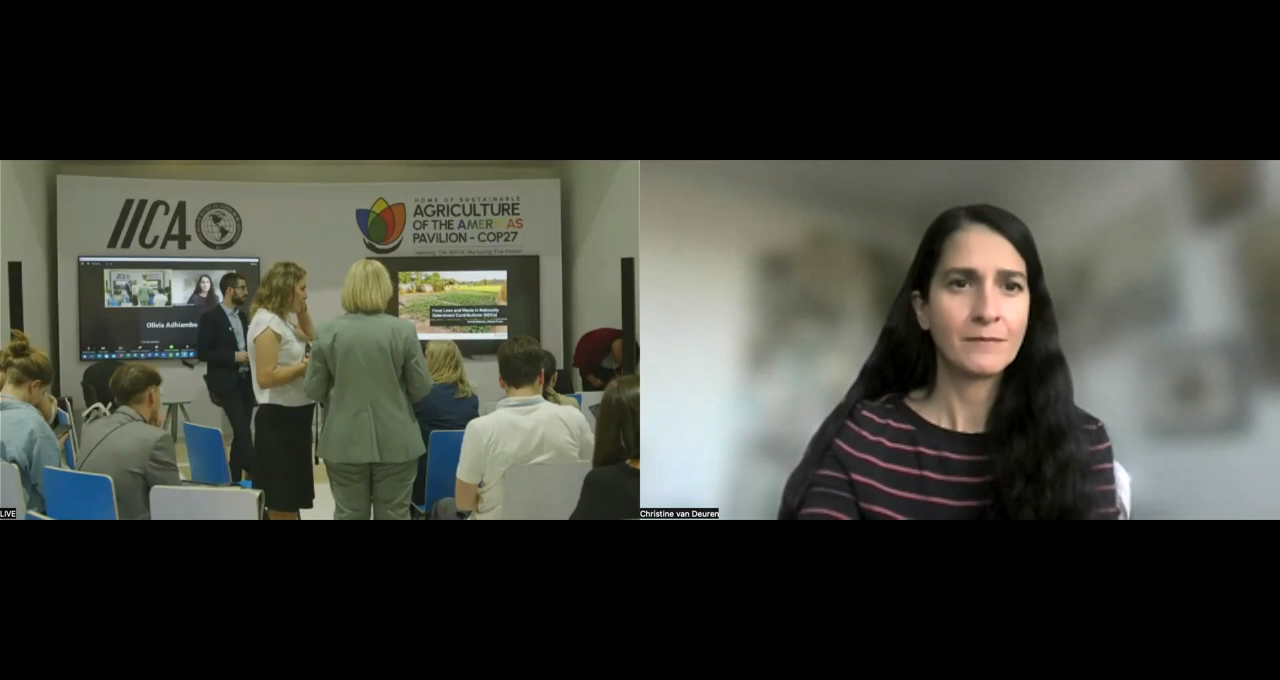 IICA
HOME OF SUSTAINABLE
AGRICULTURE
OF THE AMERICAS
PAVILION - COP27
Olivia Adhiambo
Food Loss and Waste in Nationally
Determined Contributions (NDCs)
LIVE
Christine van Deuren